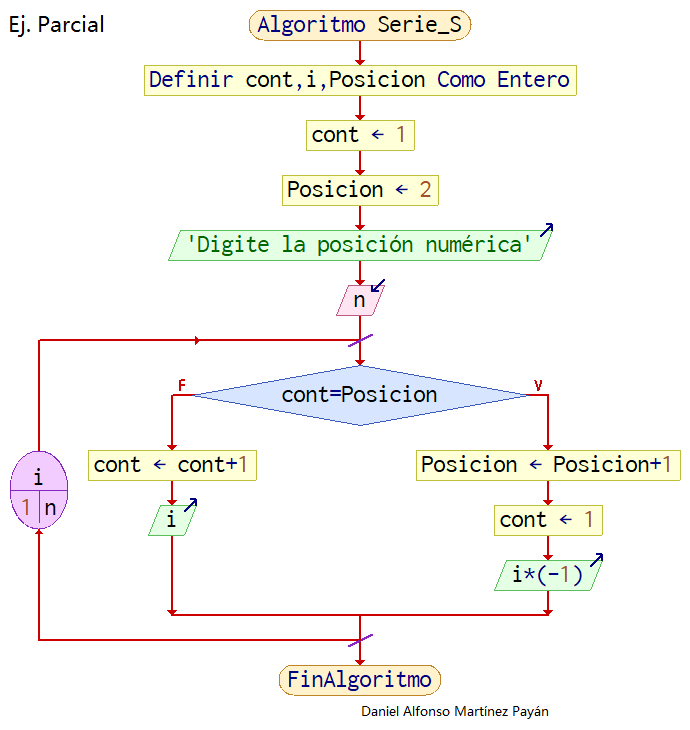 Ej. Parcial
Algoritmo Serie_S
Definir cont,i,Posicion Como Entero
cont ← 1
Posicion ← 2
'Digite la posición numérica'
n
F
V
cont=Posicion
cont ← cont+1
Posicion ← Posicion+1
i
1 n
i
cont ← 1
i*(-1)
FinAlgoritmo
Daniel Alfonso Martínez Payán